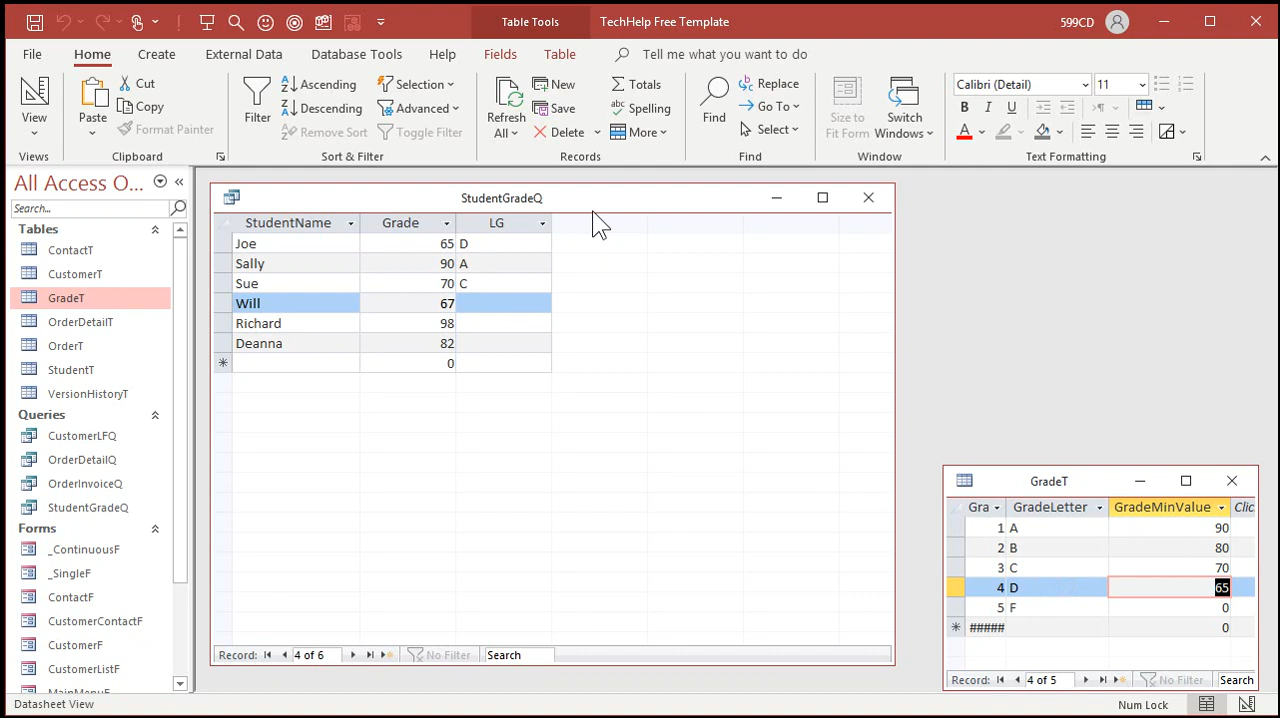 Table Tools
TechHelp Free Template
599CD
File Home Create External Data Database Tools Help Fields Table Tell me what you want to do
View
Views
Paste
Cut
Copy
Format Painter
Clipboard
Filter
Ascending
Descending
Remove Sort
Selection
Advanced
Toggle Filter
Sort & Filter
Refresh
All
New
Save
Delete
Totals
Spelling
More
Records
Find
Replace
Go To
Select
Find
Size to
Fit Form
Switch
Windows
Window
Calibri (Detail) 11
B I U
A
Text Formatting
All Access O...
Search...
Tables
ContactT
CustomerT
GradeT
OrderDetailT
OrderT
StudentT
VersionHistoryT
Queries
CustomerLFQ
OrderDetailQ
OrderInvoiceQ
StudentGradeQ
Forms
_ContinuousF
_SingleF
ContactF
CustomerContactF
CustomerF
CustomerListF
MainMenuF
StudentGradeQ
StudentName Grade LG
Joe 65 D
Sally 90 A
Sue 70 C
Will 67
Richard 98
Deanna 82
* 0
Record: 4 of 6 No Filter Search
GradeT
Gra GradeLetter GradeMinValue Clic
1 A 90
2 B 80
3 C 70
4 D 65
5 F 0
* ##### 0
Record: 4 of 5 No Filter Search
Datasheet View
Num Lock